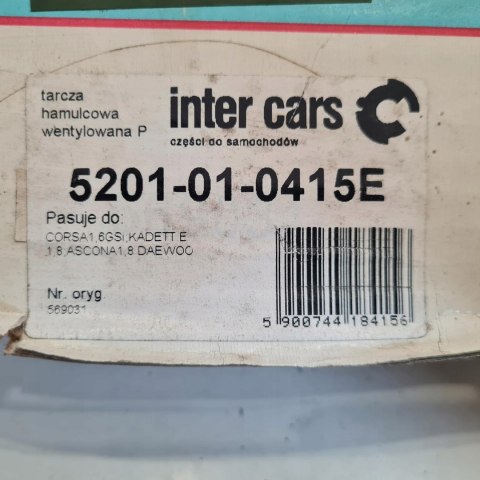 tarcza
hamulcowa
wentylowana P
inter cars
części do samochodów
5201-01-0415E
Pasuje do:
CORSA1,6GSi,KADETT E
,1,8,ASCONA1,8 DAEWOO
Nr. oryg
569031
5 900744 184156